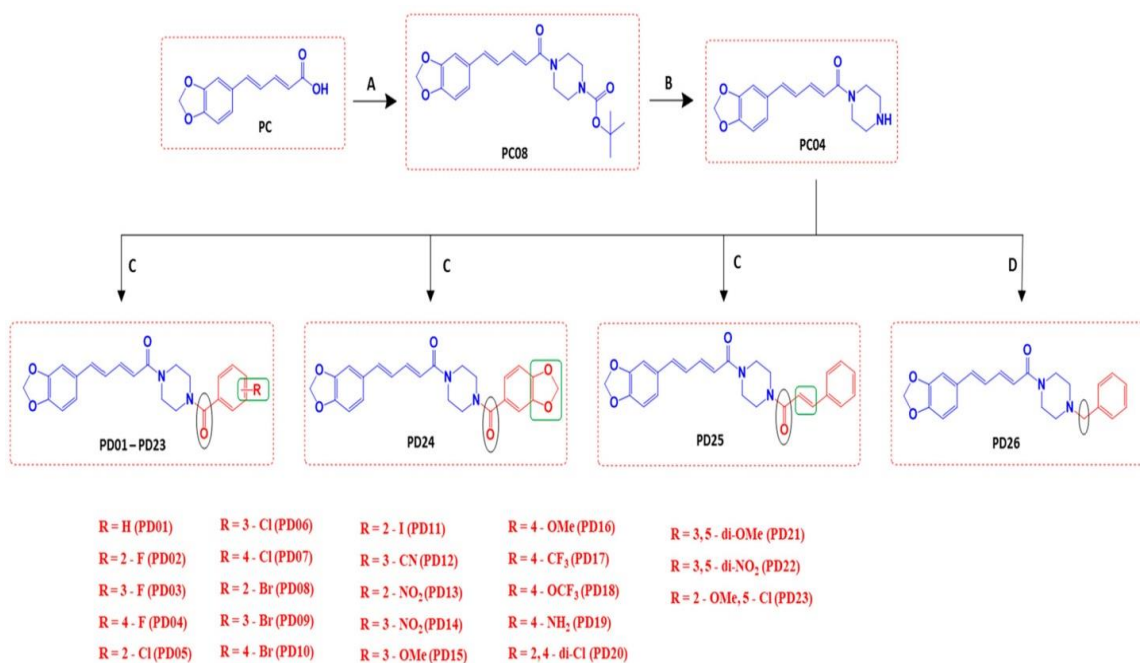 O
O
O
OH
PC
A
O
O
O
N
N
O
O
PC08
B
O
O
O
N
NH
PC04
C
C
C
D
O
O
O
N
N
O
R
PD01 – PD23
O
O
O
N
N
O
O
O
PD24
O
O
O
N
N
O
PD25
O
O
O
N
N
PD26
R = H (PD01)
R = 2 - F (PD02)
R = 3 - F (PD03)
R = 4 - F (PD04)
R = 2 - Cl (PD05)
R = 3 - Cl (PD06)
R = 4 - Cl (PD07)
R = 2 - Br (PD08)
R = 3 - Br (PD09)
R = 4 - Br (PD10)
R = 2 - I (PD11)
R = 3 - CN (PD12)
R = 2 - NO₂ (PD13)
R = 3 - NO₂ (PD14)
R = 3 - OMe (PD15)
R = 4 - OMe (PD16)
R = 4 - CF₃ (PD17)
R = 4 - OCF₃ (PD18)
R = 4 - NH₂ (PD19)
R = 2, 4 - di-Cl (PD20)
R = 3, 5 - di-OMe (PD21)
R = 3, 5 - di-NO₂ (PD22)
R = 2 - OMe, 5 - Cl (PD23)